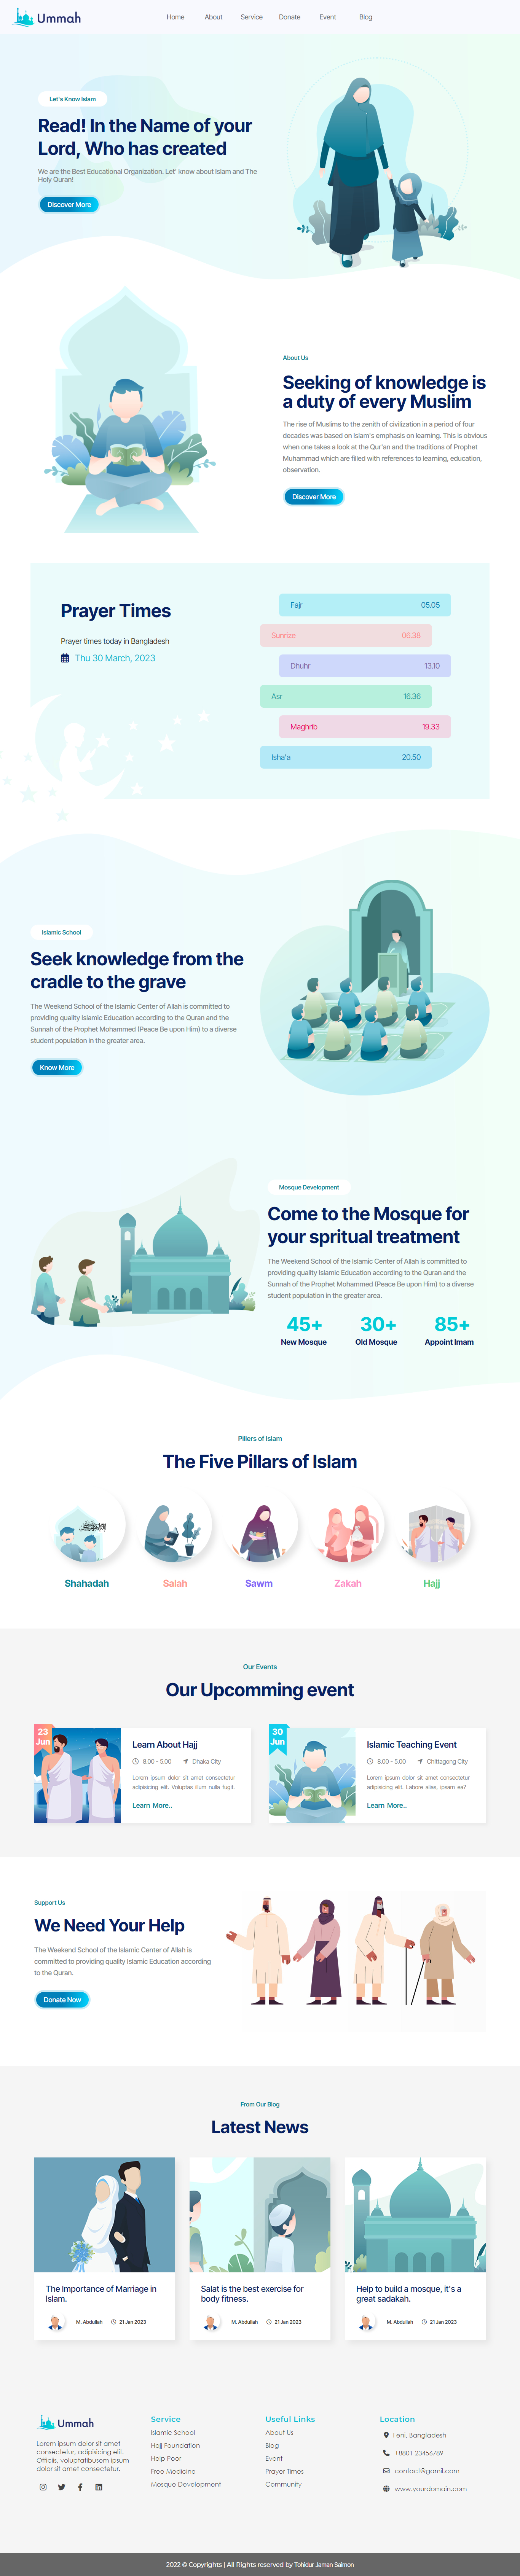 Ummah
Home About Service Donate Event Blog
Let's Know Islam
Read! In the Name of your
Lord, Who has created
We are the Best Educational Organization. Let' know about Islam and The
Holy Quran!
Discover More
About Us
Seeking of knowledge is
a duty of every Muslim
The rise of Muslims to the zenith of civilization in a period of four
decades was based on Islam's emphasis on learning. This is obvious
when one takes a look at the Qur'an and the traditions of Prophet
Muhammad which are filled with references to learning, education,
observation.
Discover More
Prayer Times
Prayer times today in Bangladesh
Thu 30 March, 2023
Fajr 05.05
Sunrize 06.38
Dhuhr 13.10
Asr 16.36
Maghrib 19.33
Isha'a 20.50
Islamic School
Seek knowledge from the
cradle to the grave
The Weekend School of the Islamic Center of Allah is committed to
providing quality Islamic Education according to the Quran and the
Sunnah of the Prophet Mohammed (Peace Be upon Him) to a diverse
student population in the greater area.
Know More
Mosque Development
Come to the Mosque for
your spritual treatment
The Weekend School of the Islamic Center of Allah is committed to
providing quality Islamic Education according to the Quran and the
Sunnah of the Prophet Mohammed (Peace Be upon Him) to a diverse
student population in the greater area.
45+ 30+ 85+
New Mosque Old Mosque Appoint Imam
Pillers of Islam
The Five Pillars of Islam
Shahadah Salah Sawm Zakah Hajj
Our Events
Our Upcomming event
23
Jun
Learn About Hajj
8.00 - 5.00 Dhaka City
Lorem ipsum dolor sit amet consectetur
adipisicing elit. Voluptas illum nulla fugit.
Learn More..
30
Jun
Islamic Teaching Event
8.00 - 5.00 Chittagong City
Lorem ipsum dolor sit amet consectetur
adipisicing elit. Labore alias, ipsam ea?
Learn More..
Support Us
We Need Your Help
The Weekend School of the Islamic Center of Allah is
committed to providing quality Islamic Education according
to the Quran.
Donate Now
From Our Blog
Latest News
The Importance of Marriage in
Islam.
M. Abdullah 21 Jan 2023
Salat is the best exercise for
body fitness.
M. Abdullah 21 Jan 2023
Help to build a mosque, it's a
great sadakah.
M. Abdullah 21 Jan 2023
Ummah
Lorem ipsum dolor sit amet
consectetur, adipisicing elit.
Officiis, voluptatibusem ipsum
dolor sit amet consectetur.
Service
Islamic School
Hajj Foundation
Help Poor
Free Medicine
Mosque Development
Useful Links
About Us
Blog
Event
Prayer Times
Community
Location
Feni, Bangladesh
+8801 23456789
contact@gamil.com
www.yourdomain.com
2022 © Copyrights | All Rights reserved by Tohidur Jaman Saimon